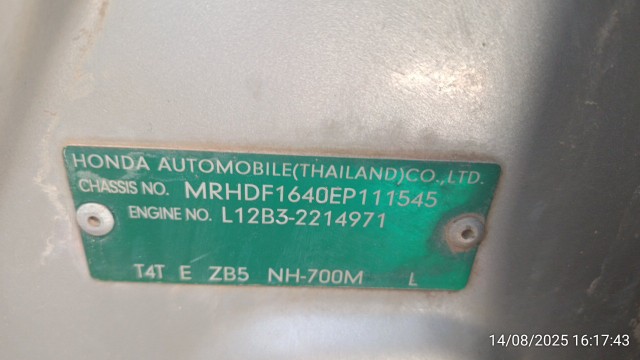 HONDA AUTOMOBILE(THAILAND)CO.,LTD.
CHASSIS NO. MRHDF1640EP111545
ENGINE NO. L12B3-2214971
T4T E ZB5 NH-700M L
14/08/2025 16:17:43